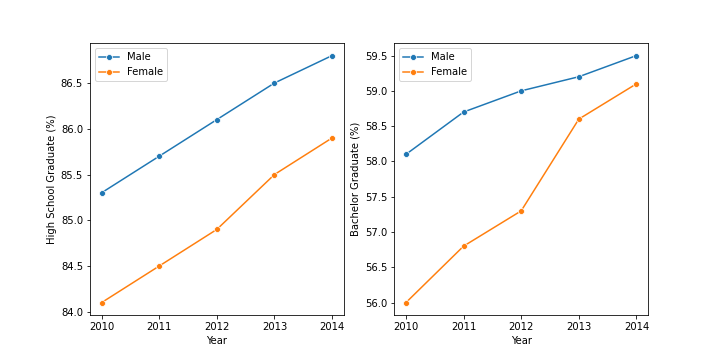 Male
Female
High School Graduate (%)
86.5
86.0
85.5
85.0
84.5
84.0
2010 2011 2012 2013 2014
Year
Male
Female
Bachelor Graduate (%)
59.5
59.0
58.5
58.0
57.5
57.0
56.5
56.0
2010 2011 2012 2013 2014
Year